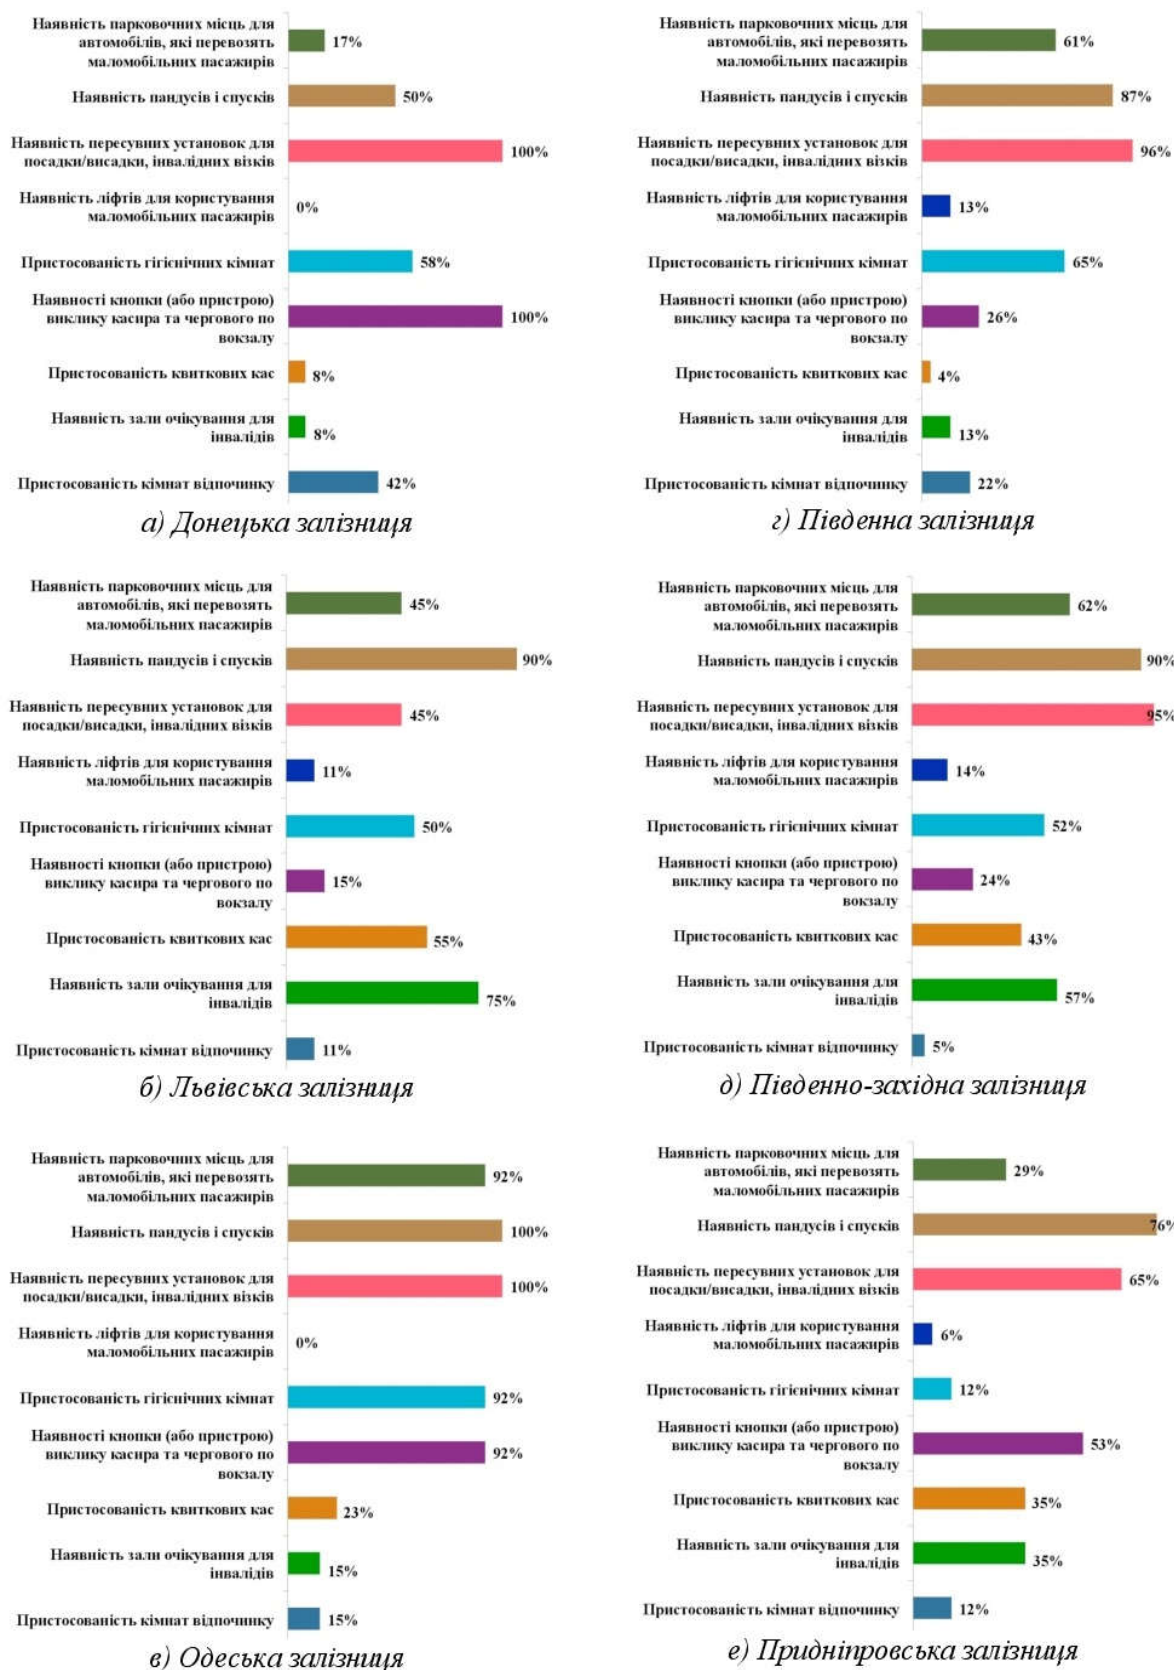 Наявність парковочних місць для
автомобілів, які перевозять
маломобільних пасажирів
17%
Наявність пандусів і спусків
50%
Наявність пересувних установок для
посадки/висадки, інвалідних візків
100%
Наявність ліфтів для користування
маломобільних пасажирів
0%
Пристосованість гігієнічних кімнат
58%
Наявності кнопки (або пристрою)
виклику касира та чергового по
вокзалу
100%
Пристосованість квиткових кас
8%
Наявність зали очікування для
інвалідів
8%
Пристосованість кімнат відпочинку
42%
а) Донецька залізниця
Наявність парковочних місць для
автомобілів, які перевозять
маломобільних пасажирів
61%
Наявність пандусів і спусків
87%
Наявність пересувних установок для
посадки/висадки, інвалідних візків
96%
Наявність ліфтів для користування
маломобільних пасажирів
13%
Пристосованість гігієнічних кімнат
65%
Наявності кнопки (або пристрою)
виклику касира та чергового по
вокзалу
26%
Пристосованість квиткових кас
4%
Наявність зали очікування для
інвалідів
13%
Пристосованість кімнат відпочинку
22%
г) Південна залізниця
Наявність парковочних місць для
автомобілів, які перевозять
маломобільних пасажирів
45%
Наявність пандусів і спусків
90%
Наявність пересувних установок для
посадки/висадки, інвалідних візків
45%
Наявність ліфтів для користування
маломобільних пасажирів
11%
Пристосованість гігієнічних кімнат
50%
Наявності кнопки (або пристрою)
виклику касира та чергового по
вокзалу
15%
Пристосованість квиткових кас
55%
Наявність зали очікування для
інвалідів
75%
Пристосованість кімнат відпочинку
11%
б) Львівська залізниця
Наявність парковочних місць для
автомобілів, які перевозять
маломобільних пасажирів
62%
Наявність пандусів і спусків
90%
Наявність пересувних установок для
посадки/висадки, інвалідних візків
95%
Наявність ліфтів для користування
маломобільних пасажирів
14%
Пристосованість гігієнічних кімнат
52%
Наявності кнопки (або пристрою)
виклику касира та чергового по
вокзалу
24%
Пристосованість квиткових кас
43%
Наявність зали очікування для
інвалідів
57%
Пристосованість кімнат відпочинку
5%
д) Південно-західна залізниця
Наявність парковочних місць для
автомобілів, які перевозять
маломобільних пасажирів
92%
Наявність пандусів і спусків
100%
Наявність пересувних установок для
посадки/висадки, інвалідних візків
100%
Наявність ліфтів для користування
маломобільних пасажирів
0%
Пристосованість гігієнічних кімнат
92%
Наявності кнопки (або пристрою)
виклику касира та чергового по
вокзалу
92%
Пристосованість квиткових кас
23%
Наявність зали очікування для
інвалідів
15%
Пристосованість кімнат відпочинку
15%
в) Одеська залізниця
Наявність парковочних місць для
автомобілів, які перевозять
маломобільних пасажирів
29%
Наявність пандусів і спусків
76%
Наявність пересувних установок для
посадки/висадки, інвалідних візків
65%
Наявність ліфтів для користування
маломобільних пасажирів
6%
Пристосованість гігієнічних кімнат
12%
Наявності кнопки (або пристрою)
виклику касира та чергового по
вокзалу
53%
Пристосованість квиткових кас
35%
Наявність зали очікування для
інвалідів
35%
Пристосованість кімнат відпочинку
12%
е) Придніпровська залізниця